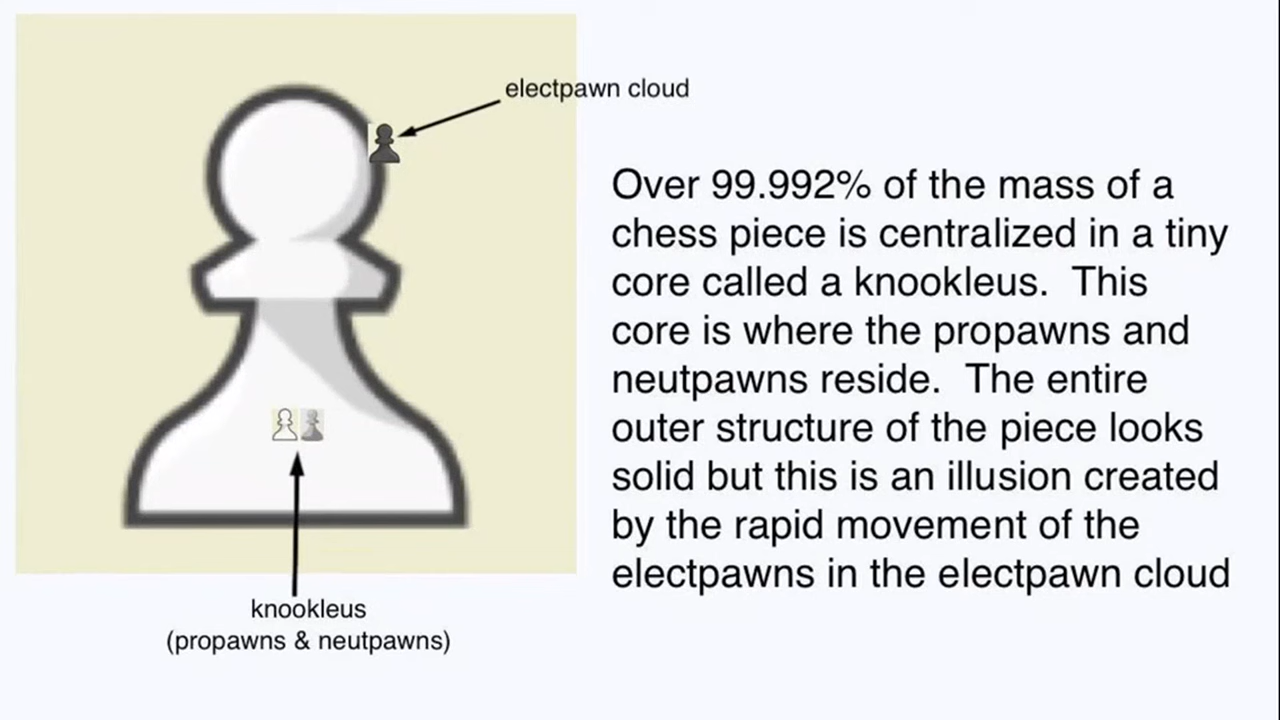 electpawn cloud
Over 99.992% of the mass of a
chess piece is centralized in a tiny
core called a knookleus.  This
core is where the propawns and
neutpawns reside.  The entire
outer structure of the piece looks
solid but this is an illusion created
by the rapid movement of the
electpawns in the electpawn cloud
knookleus
(propawns & neutpawns)